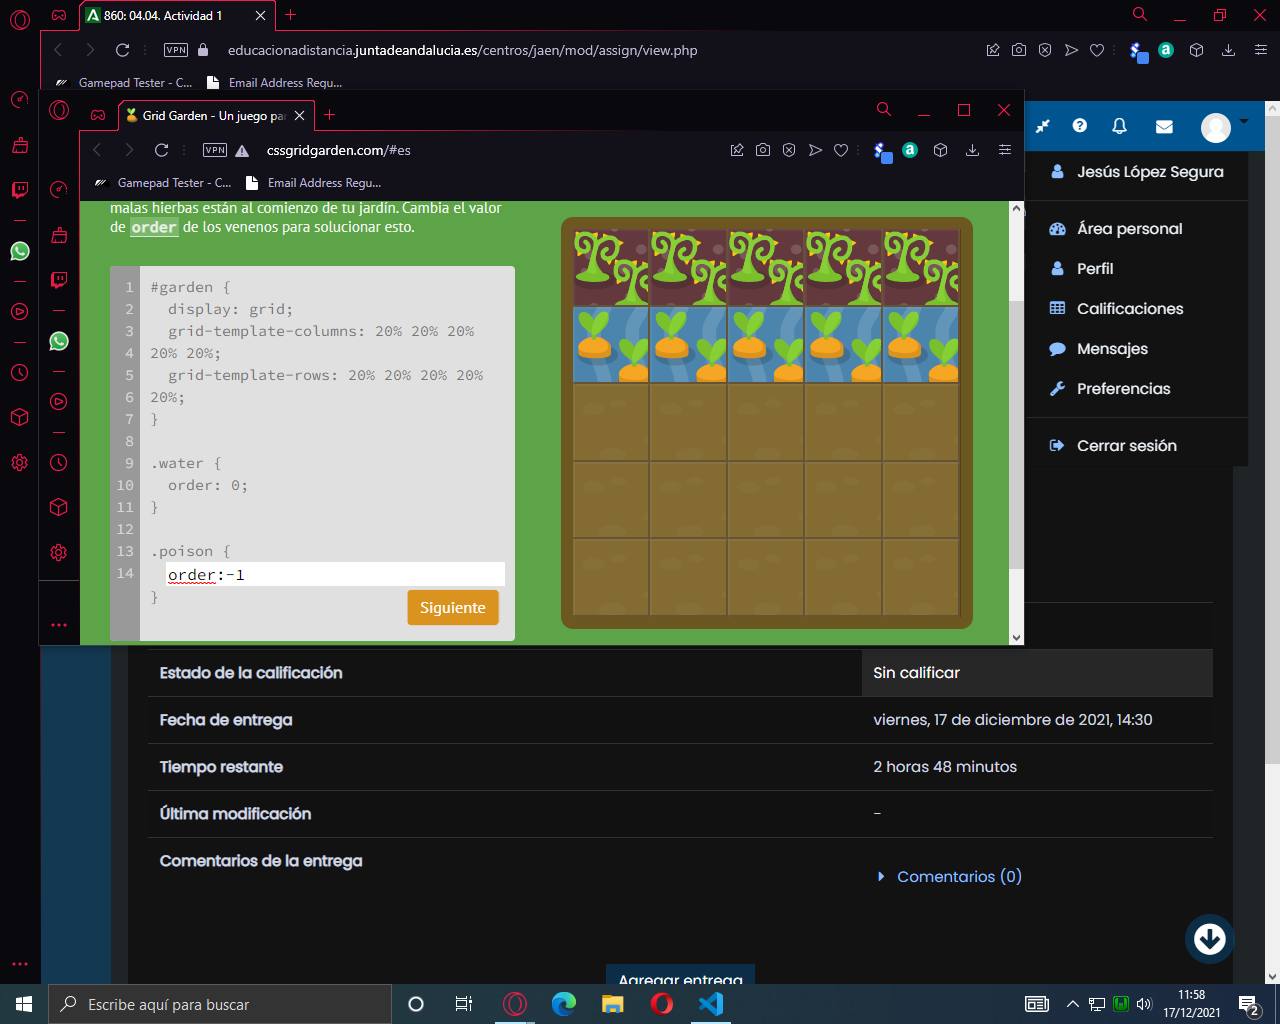 860: 04.04. Actividad 1
VPN
educacionadistancia.juntadeandalucia.es/centros/jaen/mod/assign/view.php
Gamepad Tester - C...
Email Address Requ...
Grid Garden - Un juego pa
VPN
cssgridgarden.com/#es
Gamepad Tester - C...
Email Address Regu...
malas hierbas están al comienzo de tu jardín. Cambia el valor
de order de los venenos para solucionar esto.
1 #garden {
2 display: grid;
3 grid-template-columns: 20% 20% 20%
4 20% 20%;
5 grid-template-rows: 20% 20% 20% 20%
6 20%;
7 }
8
9 .water {
10 order: 0;
11 }
12
13 .poison {
14 order:-1
}
Siguiente
Jesús López Segura
Área personal
Perfil
Calificaciones
Mensajes
Preferencias
Cerrar sesión
Estado de la calificación
Sin calificar
Fecha de entrega
viernes, 17 de diciembre de 2021, 14:30
Tiempo restante
2 horas 48 minutos
Última modificación
-
Comentarios de la entrega
Comentarios (0)
Agregar entrega
Escribe aquí para buscar
11:58
17/12/2021
2